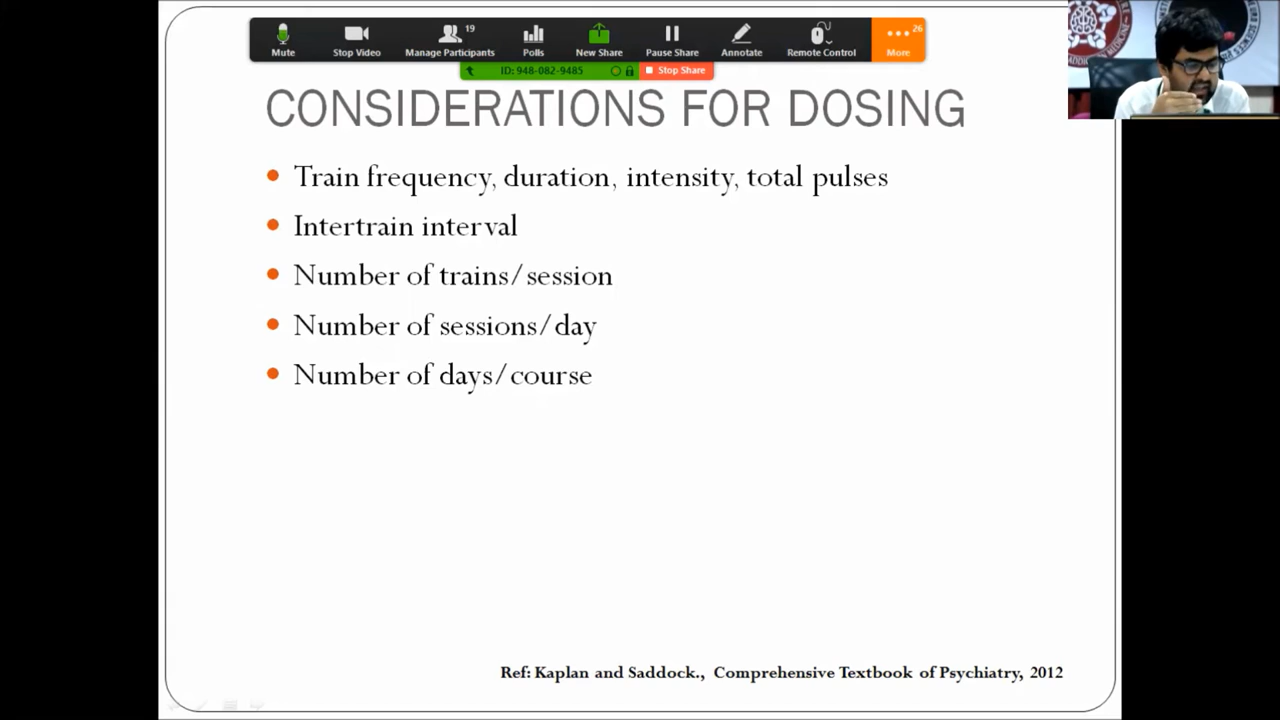 19
26
Mute
Stop Video
Manage Participants
Polls
New Share
Pause Share
Annotate
Remote Control
More
ID: 948-082-9485
Stop Share
CONSIDERATIONS FOR DOSING
Train frequency, duration, intensity, total pulses
Intertrain interval
Number of trains/session
Number of sessions/day
Number of days/course
Ref: Kaplan and Saddock., Comprehensive Textbook of Psychiatry, 2012